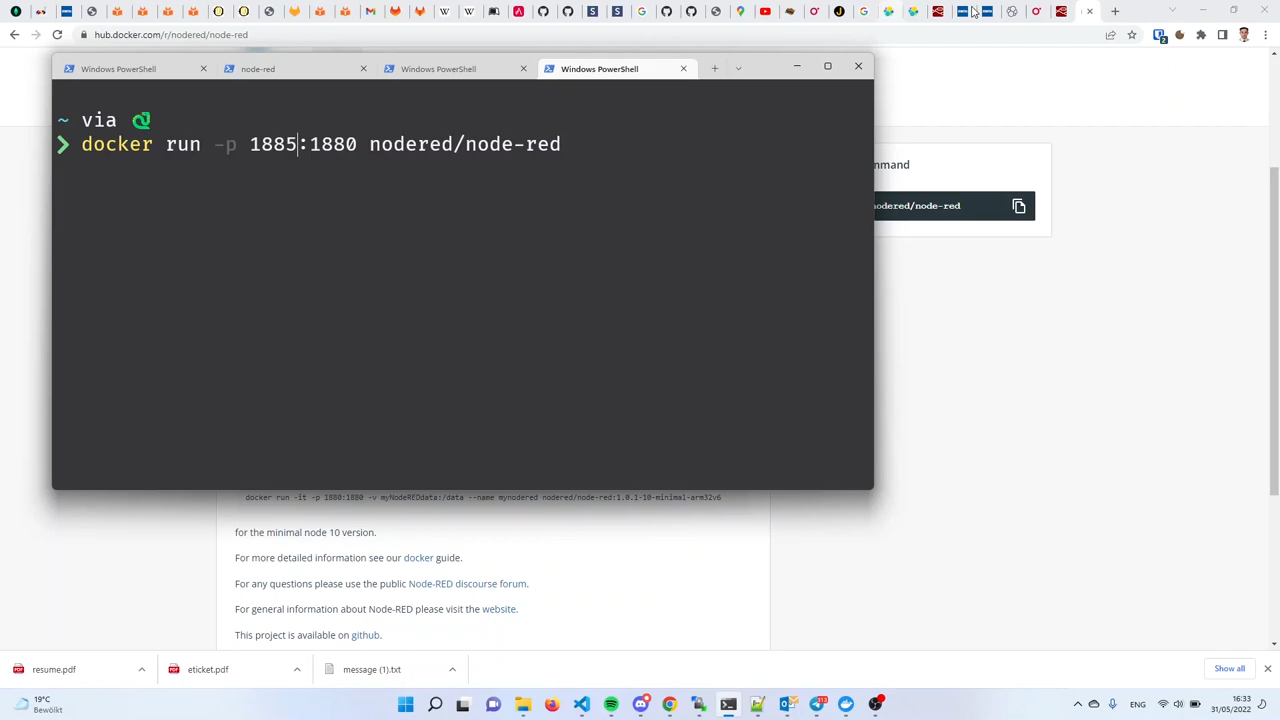 hub.docker.com/r/nodered/node-red
2
Windows PowerShell
node-red
Windows PowerShell
Windows PowerShell
~ via
❯ docker run -p 1885:1880 nodered/node-red
mmand
nodered/node-red
docker run -it -p 1880:1880 -v myNodeREDdata:/data --name mynodered nodered/node-red:1.0.1-10-minimal-arm32v6
for the minimal node 10 version.
For more detailed information see our docker guide.
For any questions please use the public Node-RED discourse forum.
For general information about Node-RED please visit the website.
This project is available on github.
resume.pdf
eticket.pdf
message (1).txt
Show all
19°C
Bewölkt
313
ENG
16:33
31/05/2022